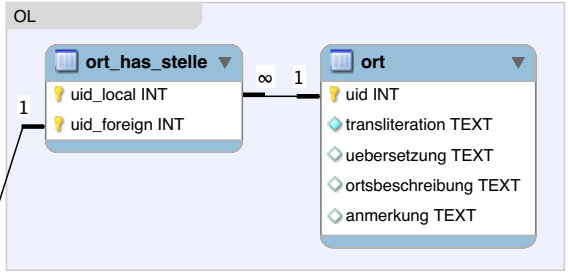 OL
ort_has_stelle
uid_local INT
uid_foreign INT
1
∞ 1
ort
uid INT
transliteration TEXT
uebersetzung TEXT
ortsbeschreibung TEXT
anmerkung TEXT